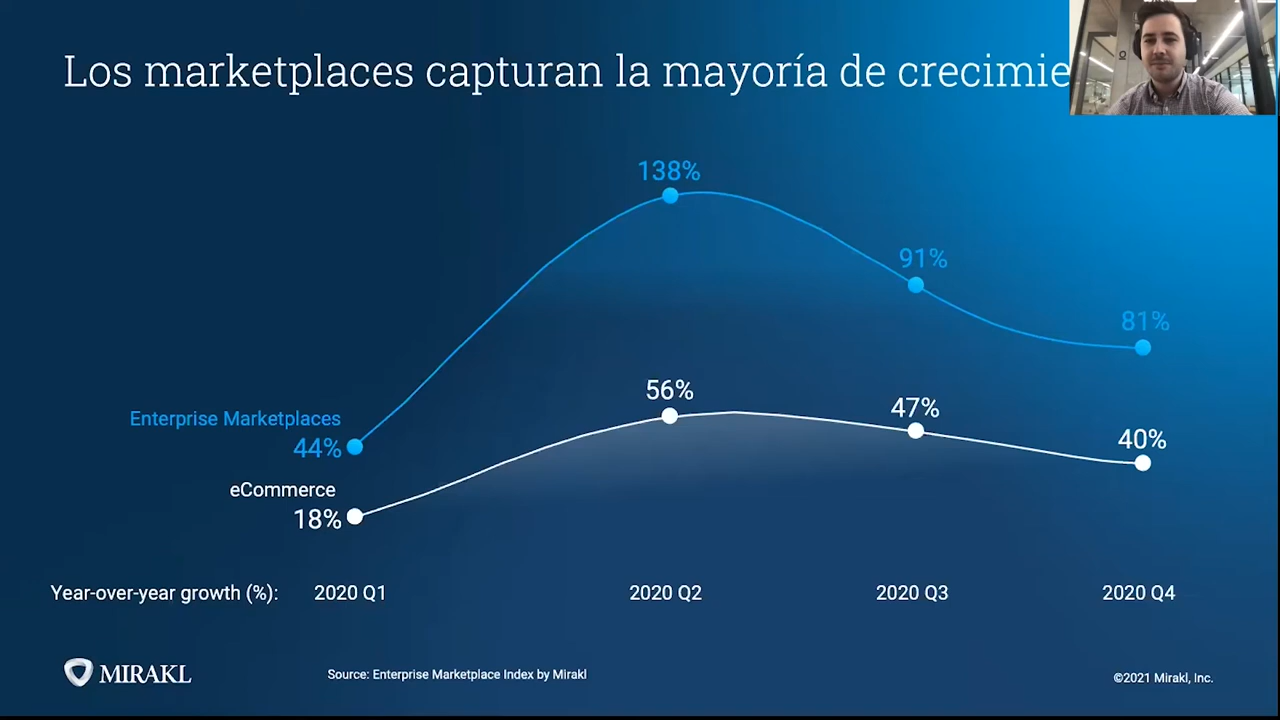 Los marketplaces capturan la mayoría de
138%
91%
81%
56%
47%
40%
Enterprise Marketplaces
44%
eCommerce
18%
Year-over-year growth (%): 2020 Q1 2020 Q2 2020 Q3 2020 Q4
MIRAKL Source: Enterprise Marketplace Index by Mirakl ©2021 Mirakl, Inc.